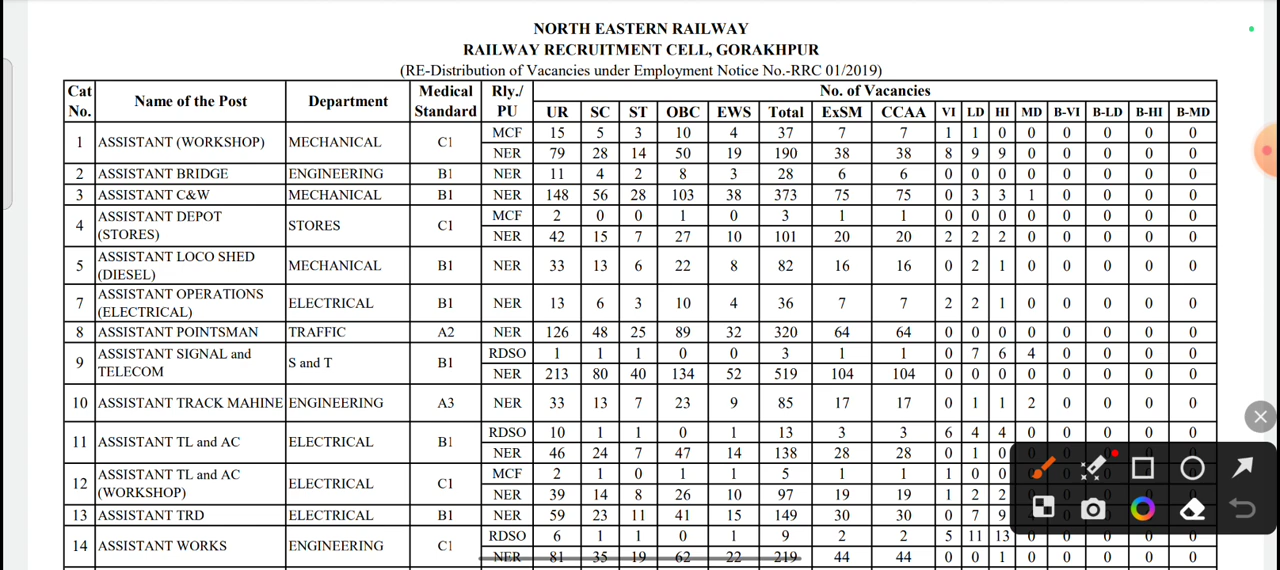 NORTH EASTERN RAILWAY
RAILWAY RECRUITMENT CELL, GORAKHPUR
(RE-Distribution of Vacancies under Employment Notice No.-RRC 01/2019)
Cat No. Name of the Post Department Medical Standard Rly./ PU No. of Vacancies
UR SC ST OBC EWS Total ExSM CCAA VI LD HI MD B-VI B-LD B-HI B-MD
1 ASSISTANT (WORKSHOP) MECHANICAL C1 MCF 15 5 3 10 4 37 7 7 1 1 0 0 0 0 0 0
NER 79 28 14 50 19 190 38 38 8 9 9 0 0 0 0 0
2 ASSISTANT BRIDGE ENGINEERING B1 NER 11 4 2 8 3 28 6 6 0 0 0 0 0 0 0 0
3 ASSISTANT C&W MECHANICAL B1 NER 148 56 28 103 38 373 75 75 0 3 3 1 0 0 0 0
4 ASSISTANT DEPOT (STORES) STORES C1 MCF 2 0 0 1 0 3 1 1 0 0 0 0 0 0 0 0
NER 42 15 7 27 10 101 20 20 2 2 2 0 0 0 0 0
5 ASSISTANT LOCO SHED (DIESEL) MECHANICAL B1 NER 33 13 6 22 8 82 16 16 0 2 1 0 0 0 0 0
7 ASSISTANT OPERATIONS (ELECTRICAL) ELECTRICAL B1 NER 13 6 3 10 4 36 7 7 2 2 1 0 0 0 0 0
8 ASSISTANT POINTSMAN TRAFFIC A2 NER 126 48 25 89 32 320 64 64 0 0 0 0 0 0 0 0
9 ASSISTANT SIGNAL and TELECOM S and T B1 RDSO 1 1 1 0 0 3 1 1 0 7 6 4 0 0 0 0
NER 213 80 40 134 52 519 104 104 0 0 0 0 0 0 0 0
10 ASSISTANT TRACK MAHINE ENGINEERING A3 NER 33 13 7 23 9 85 17 17 0 1 1 2 0 0 0 0
11 ASSISTANT TL and AC ELECTRICAL B1 RDSO 10 1 1 0 1 13 3 3 6 4 4 0 0 0 0 0
NER 46 24 7 47 14 138 28 28 0 1 0
12 ASSISTANT TL and AC (WORKSHOP) ELECTRICAL C1 MCF 2 1 0 1 1 5 1 1 1 0 0
NER 39 14 8 26 10 97 19 19 1 2 2
13 ASSISTANT TRD ELECTRICAL B1 NER 59 23 11 41 15 149 30 30 0 7 9
14 ASSISTANT WORKS ENGINEERING C1 RDSO 6 1 1 0 1 9 2 2 5 11 13
NER 81 35 19 62 22 219 44 44 0 0 1 0 0 0 0 0